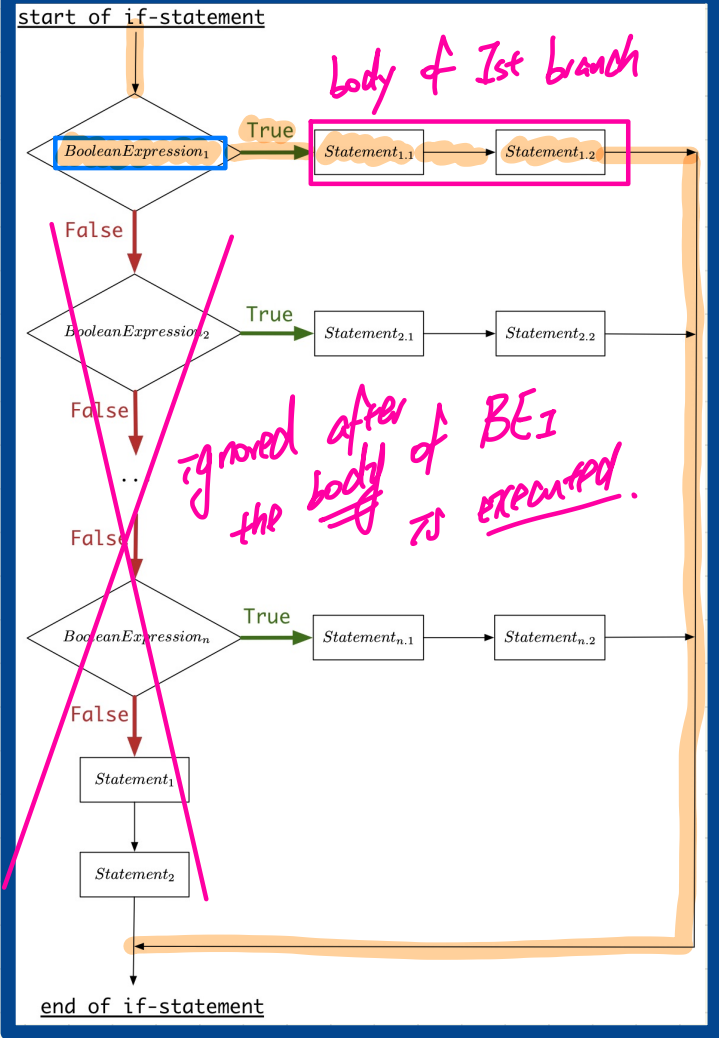 start of if-statement
body of 1st branch
True
BooleanExpression₁
Statement₁.₁
Statement₁.₂
False
True
BooleanExpression₂
Statement₂.₁
Statement₂.₂
False
ignored after
the body of BE1
is executed.
...
False
True
BooleanExpressionₙ
Statementₙ.₁
Statementₙ.₂
False
Statement₁
Statement₂
end of if-statement